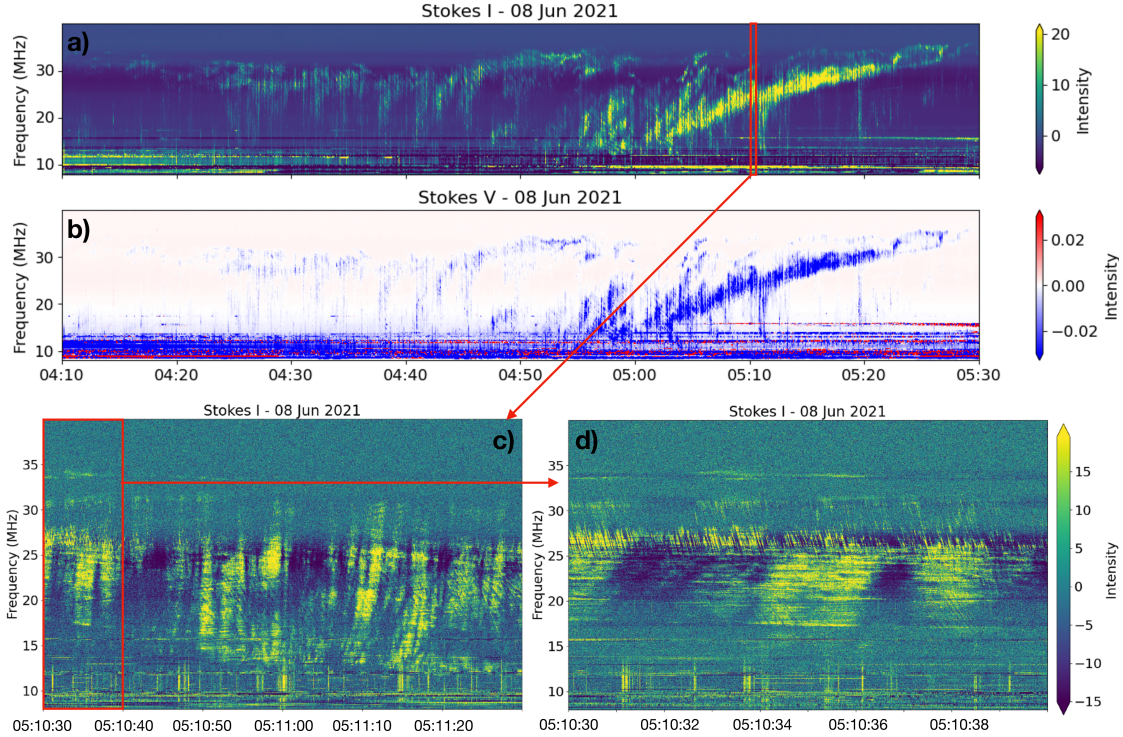 Stokes I - 08 Jun 2021
a)
Frequency (MHz)
30
20
10
20
10
0
Intensity
Stokes V - 08 Jun 2021
b)
Frequency (MHz)
30
20
10
04:10 04:20 04:30 04:40 04:50 05:00 05:10 05:20 05:30
0.02
0.00
−0.02
Intensity
Stokes I - 08 Jun 2021
c)
Frequency (MHz)
35
30
25
20
15
10
05:10:30 05:10:40 05:10:50 05:11:00 05:11:10 05:11:20
Stokes I - 08 Jun 2021
d)
Frequency (MHz)
35
30
25
20
15
10
05:10:30 05:10:32 05:10:34 05:10:36 05:10:38
15
10
5
0
−5
−10
−15
Intensity